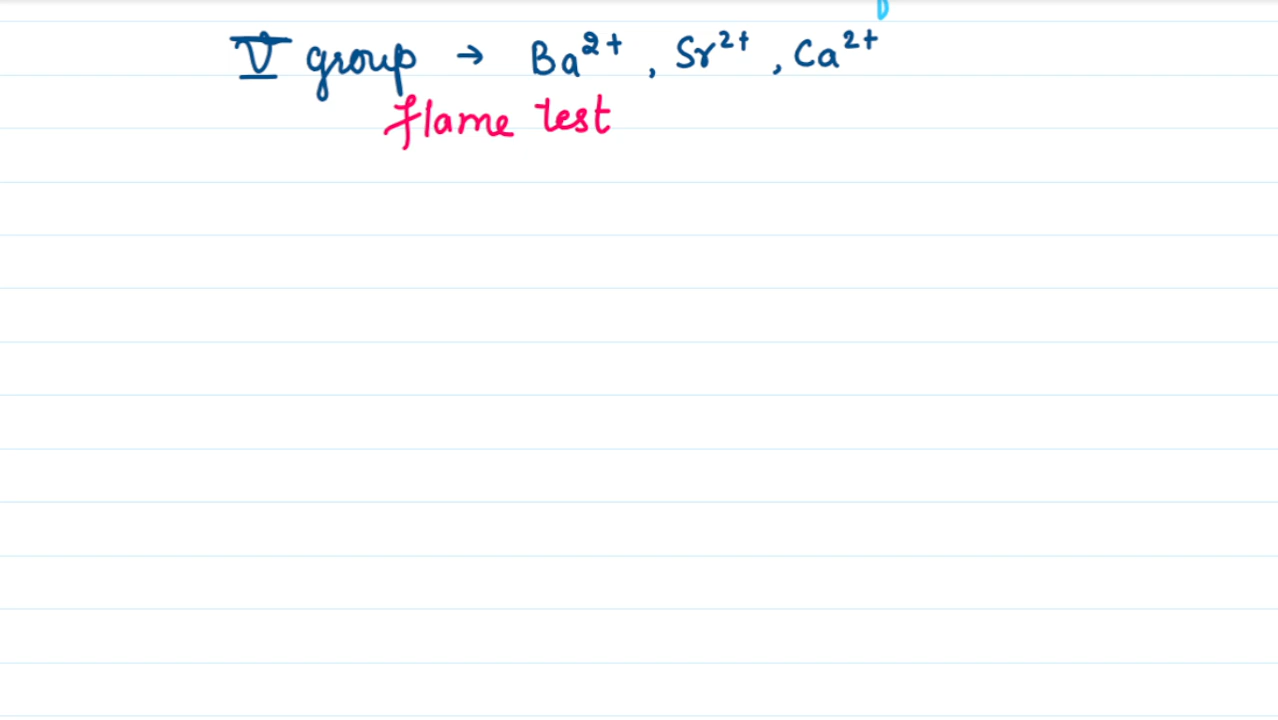 V group → Ba²⁺, Sr²⁺, Ca²⁺
flame test